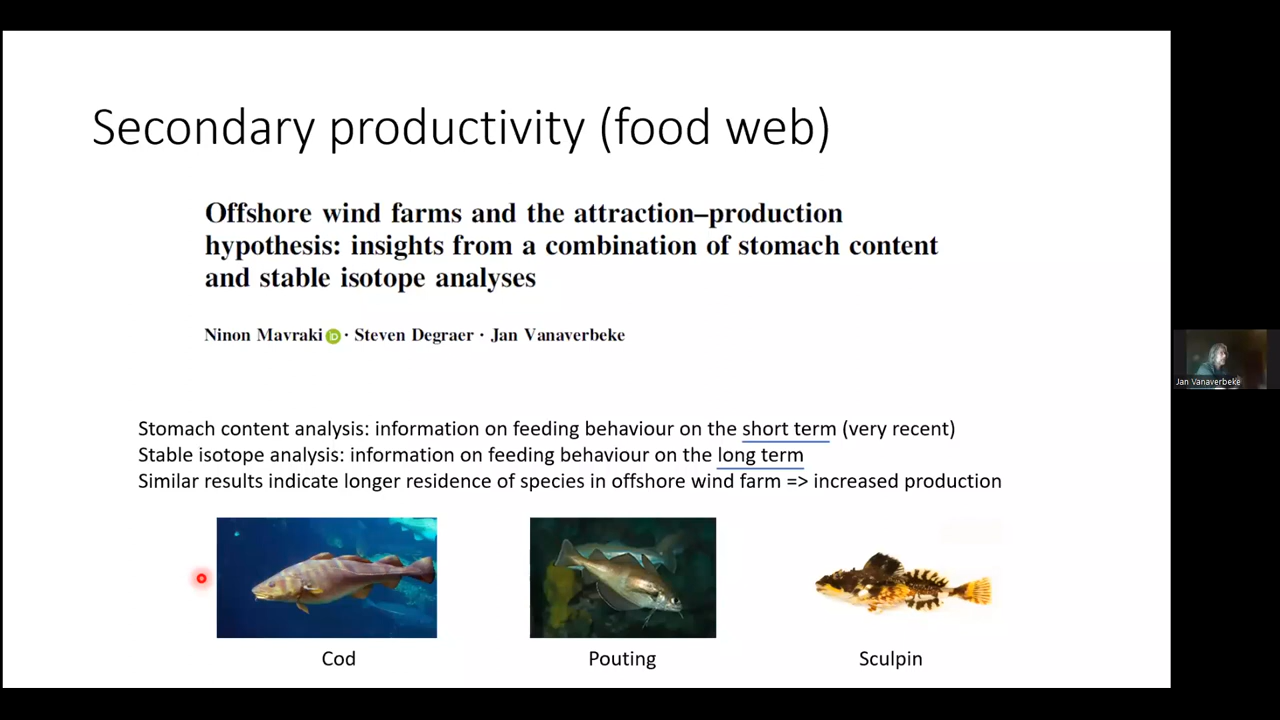 Secondary productivity (food web)
Offshore wind farms and the attraction–production
hypothesis: insights from a combination of stomach content
and stable isotope analyses
Ninon Mavraki iD · Steven Degraer · Jan Vanaverbeke
Stomach content analysis: information on feeding behaviour on the short term (very recent)
Stable isotope analysis: information on feeding behaviour on the long term
Similar results indicate longer residence of species in offshore wind farm => increased production
Cod
Pouting
Sculpin
Jan Vanaverbeke